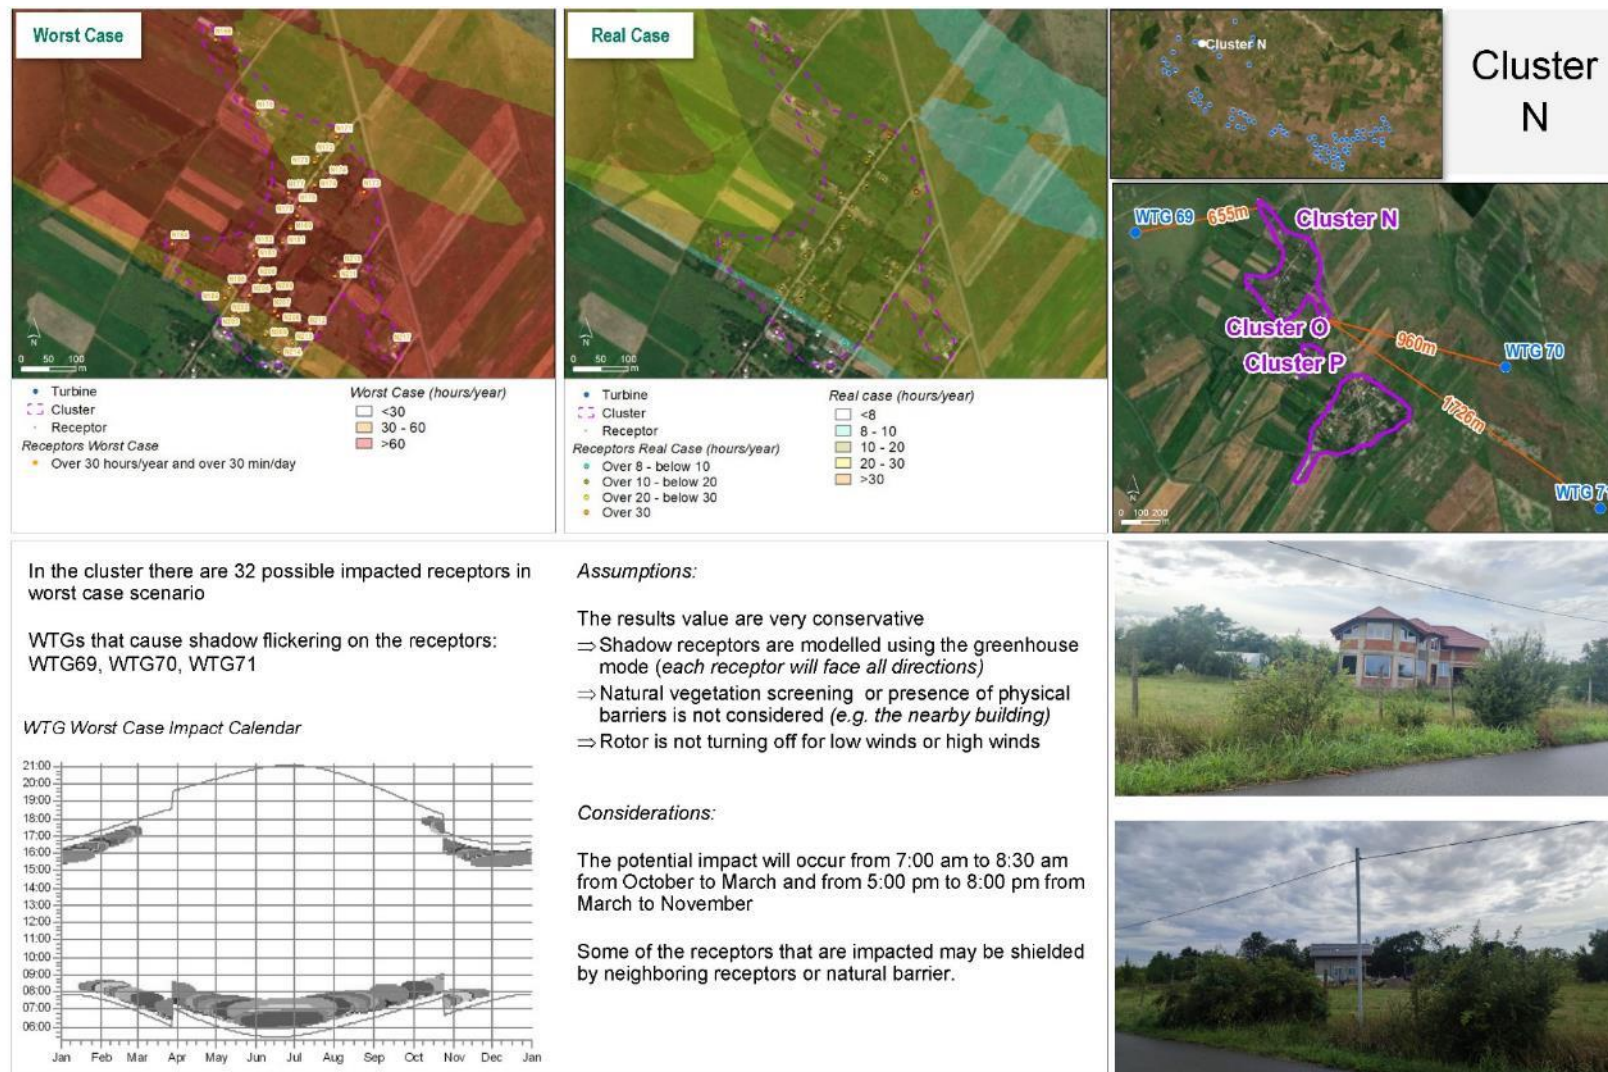 Worst Case
Real Case
Cluster N
Cluster
N
WTG 69
655m
Cluster N
Cluster O
Cluster P
960m
WTG 70
1726m
WTG 71
N
0 50 100
m
N
0 50 100
m
N
0 100 200
m
Turbine
Cluster
Receptor
Receptors Worst Case
Over 30 hours/year and over 30 min/day
Worst Case (hours/year)
<30
30 - 60
>60
Turbine
Cluster
Receptor
Receptors Real Case (hours/year)
Over 8 - below 10
Over 10 - below 20
Over 20 - below 30
Over 30
Real case (hours/year)
<8
8 - 10
10 - 20
20 - 30
>30
In the cluster there are 32 possible impacted receptors in
worst case scenario
WTGs that cause shadow flickering on the receptors:
WTG69, WTG70, WTG71
WTG Worst Case Impact Calendar
21:00
20:00
19:00
18:00
17:00
16:00
15:00
14:00
13:00
12:00
11:00
10:00
09:00
08:00
07:00
06:00
Jan Feb Mar Apr May Jun Jul Aug Sep Oct Nov Dec Jan
Assumptions:
The results value are very conservative
⇒ Shadow receptors are modelled using the greenhouse
mode (each receptor will face all directions)
⇒ Natural vegetation screening or presence of physical
barriers is not considered (e.g. the nearby building)
⇒ Rotor is not turning off for low winds or high winds
Considerations:
The potential impact will occur from 7:00 am to 8:30 am
from October to March and from 5:00 pm to 8:00 pm from
March to November
Some of the receptors that are impacted may be shielded
by neighboring receptors or natural barrier.